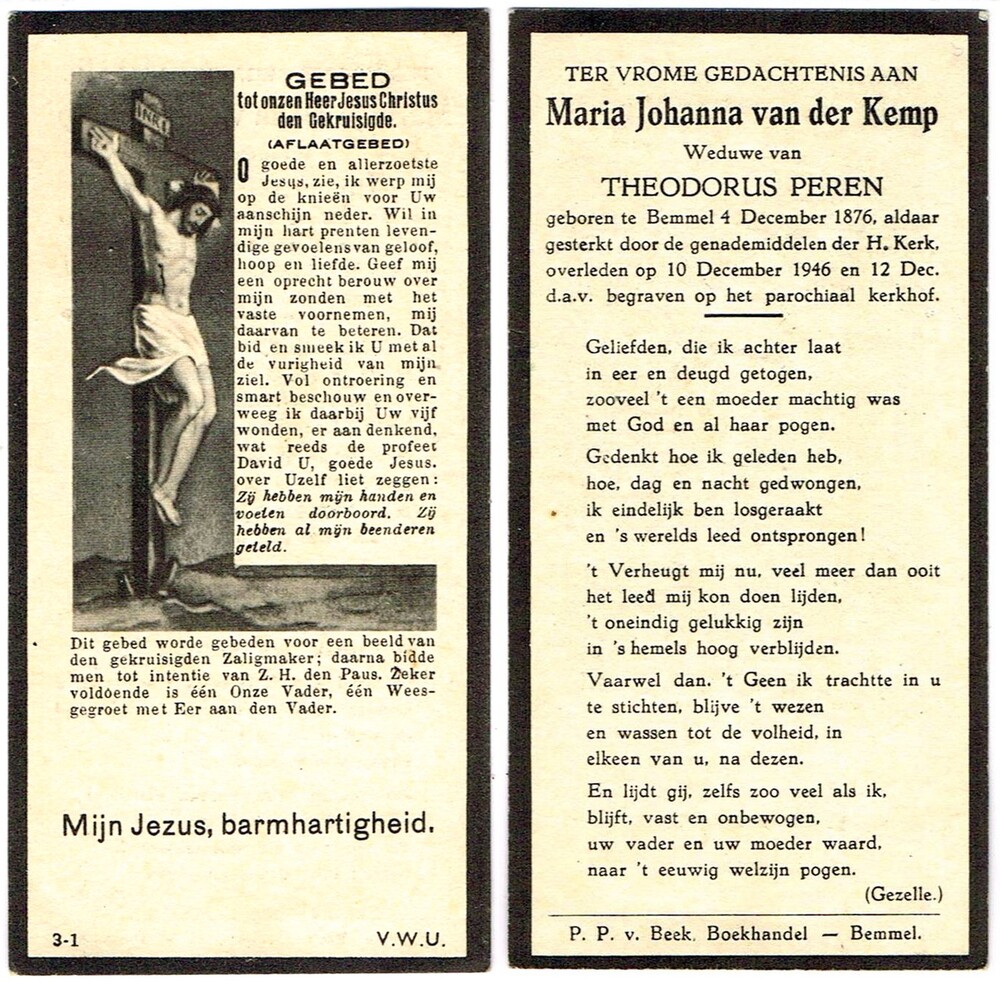 INRI
GEBED
tot onzen Heer Jesus Christus
den Gekruisigde.
(AFLAATGEBED)
O goede en allerzoetste
Jesus, zie, ik werp mij
op de knieën voor Uw
aanschijn neder. Wil in
mijn hart prenten leven-
dige gevoelens van geloof,
hoop en liefde. Geef mij
een oprecht berouw over
mijn zonden met het
vaste voornemen, mij
daarvan te beteren. Dat
bid en smeek ik U met al
de vurigheid van mijn
ziel. Vol ontroering en
smart beschouw en over-
weeg ik daarbij Uw vijf
wonden, er aan denkend,
wat reeds de profeet
David U, goede Jesus.
over Uzelf liet zeggen:
Zij hebben mijn handen en
voeten doorboord. Zij
hebben al mijn beenderen
geteld.
Dit gebed worde gebeden voor een beeld van
den gekruisigden Zaligmaker; daarna bidde
men tot intentie van Z. H. den Paus. Zeker
voldoende is één Onze Vader, één Wees-
gegroet met Eer aan den Vader.
Mijn Jezus, barmhartigheid.
3-1 V.W.U.
TER VROME GEDACHTENIS AAN
Maria Johanna van der Kemp
Weduwe van
THEODORUS PEREN
geboren te Bemmel 4 December 1876, aldaar
gesterkt door de genademiddelen der H. Kerk,
overleden op 10 December 1946 en 12 Dec.
d.a.v. begraven op het parochiaal kerkhof.
Geliefden, die ik achter laat
in eer en deugd getogen,
zooveel 't een moeder machtig was
met God en al haar pogen.
Gedenkt hoe ik geleden heb,
hoe, dag en nacht gedwongen,
ik eindelijk ben losgeraakt
en 's werelds leed ontsprongen!
't Verheugt mij nu, veel meer dan ooit
het leed mij kon doen lijden,
't oneindig gelukkig zijn
in 's hemels hoog verblijden.
Vaarwel dan. 't Geen ik trachtte in u
te stichten, blijve 't wezen
en wassen tot de volheid, in
elkeen van u, na dezen.
En lijdt gij, zelfs zoo veel als ik,
blijft, vast en onbewogen,
uw vader en uw moeder waard,
naar 't eeuwig welzijn pogen.
(Gezelle.)
P. P. v. Beek, Boekhandel — Bemmel.